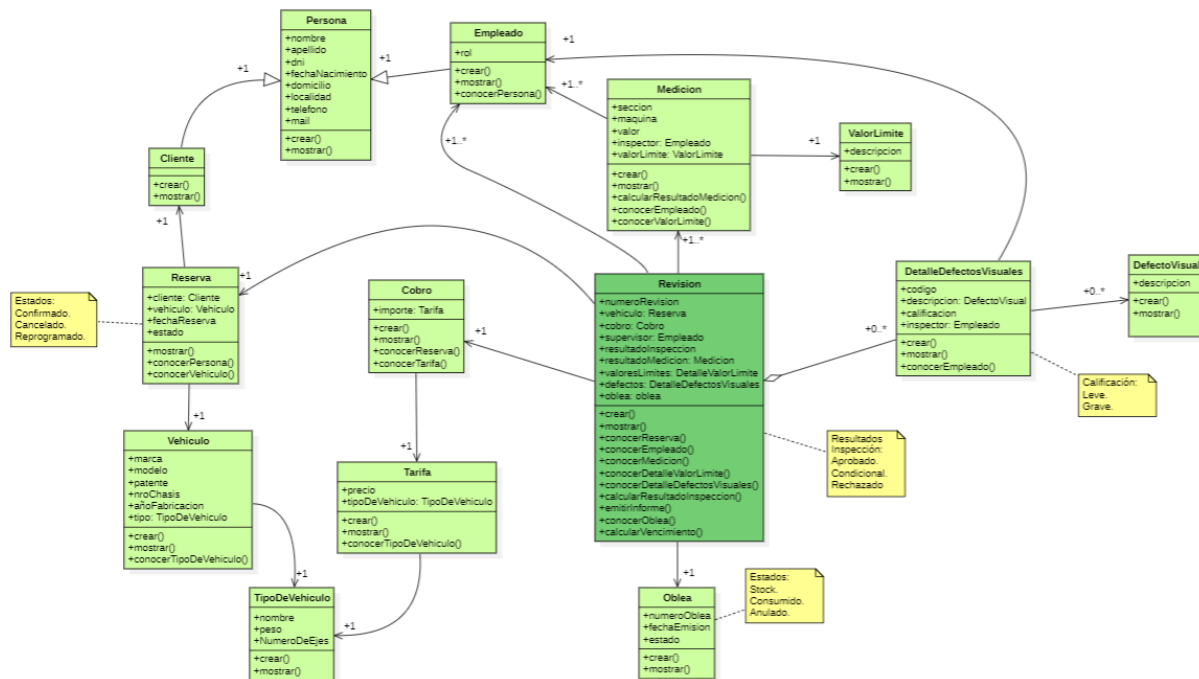 Persona
+nombre
+apellido
+dni
+fechaNacimiento
+domicilio
+localidad
+telefono
+mail
+crear()
+mostrar()
+1
+1
Empleado
+rol
+crear()
+mostrar()
+conocerPersona()
+1
+1..*
+1..*
Medicion
+seccion
+maquina
+valor
+inspector: Empleado
+valorLimite: ValorLimite
+crear()
+mostrar()
+calcularResultadoMedicion()
+conocerEmpleado()
+conocerValorLimite()
+1
ValorLimite
+descripcion
+crear()
+mostrar()
Cliente
+crear()
+mostrar()
+1
+1..*
Reserva
+cliente: Cliente
+vehiculo: Vehiculo
+fechaReserva
+estado
+mostrar()
+conocerPersona()
+conocerVehiculo()
+1
Estados:
Confirmado.
Cancelado.
Reprogramado.
+1
Cobro
+importe: Tarifa
+crear()
+mostrar()
+conocerReserva()
+conocerTarifa()
+1
+1
Revision
+numeroRevision
+vehiculo: Reserva
+cobro: Cobro
+supervisor: Empleado
+resultadoInspeccion
+resultadoMedicion: Medicion
+valoresLimites: DetalleValorLimite
+defectos: DetalleDefectosVisuales
+oblea: oblea
+crear()
+mostrar()
+conocerReserva()
+conocerEmpleado()
+conocerMedicion()
+conocerDetalleValorLimite()
+conocerDetalleDefectosVisuales()
+calcularResultadoInspeccion()
+emitirInforme()
+conocerOblea()
+calcularVencimiento()
+0..*
DetalleDefectosVisuales
+codigo
+descripcion: DefectoVisual
+calificacion
+inspector: Empleado
+crear()
+mostrar()
+conocerEmpleado()
+0..*
DefectoVisual
+descripcion
+crear()
+mostrar()
Calificación:
Leve.
Grave.
Resultados
Inspección:
Aprobado.
Condicional.
Rechazado
Vehiculo
+marca
+modelo
+patente
+nroChasis
+añoFabricacion
+tipo: TipoDeVehiculo
+crear()
+mostrar()
+conocerTipoDeVehiculo()
+1
Tarifa
+precio
+tipoDeVehiculo: TipoDeVehiculo
+crear()
+mostrar()
+conocerTipoDeVehiculo()
+1
TipoDeVehiculo
+nombre
+peso
+NumeroDeEjes
+crear()
+mostrar()
+1
Oblea
+numeroOblea
+fechaEmision
+estado
+crear()
+mostrar()
Estados:
Stock.
Consumido.
Anulado.